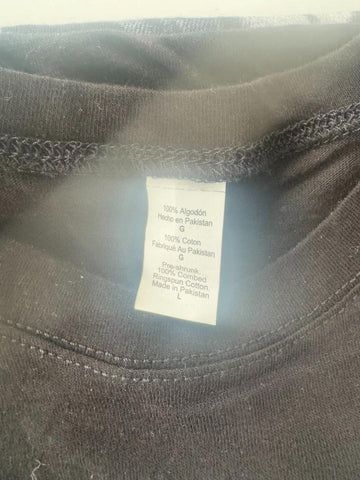 100% Algodón
Hecho en Pakistan
G
100% Coton
Fabriqué Au Pakistan
G
Pre-shrunk
100% Combed
Ringspun Cotton
Made in Pakistan
L